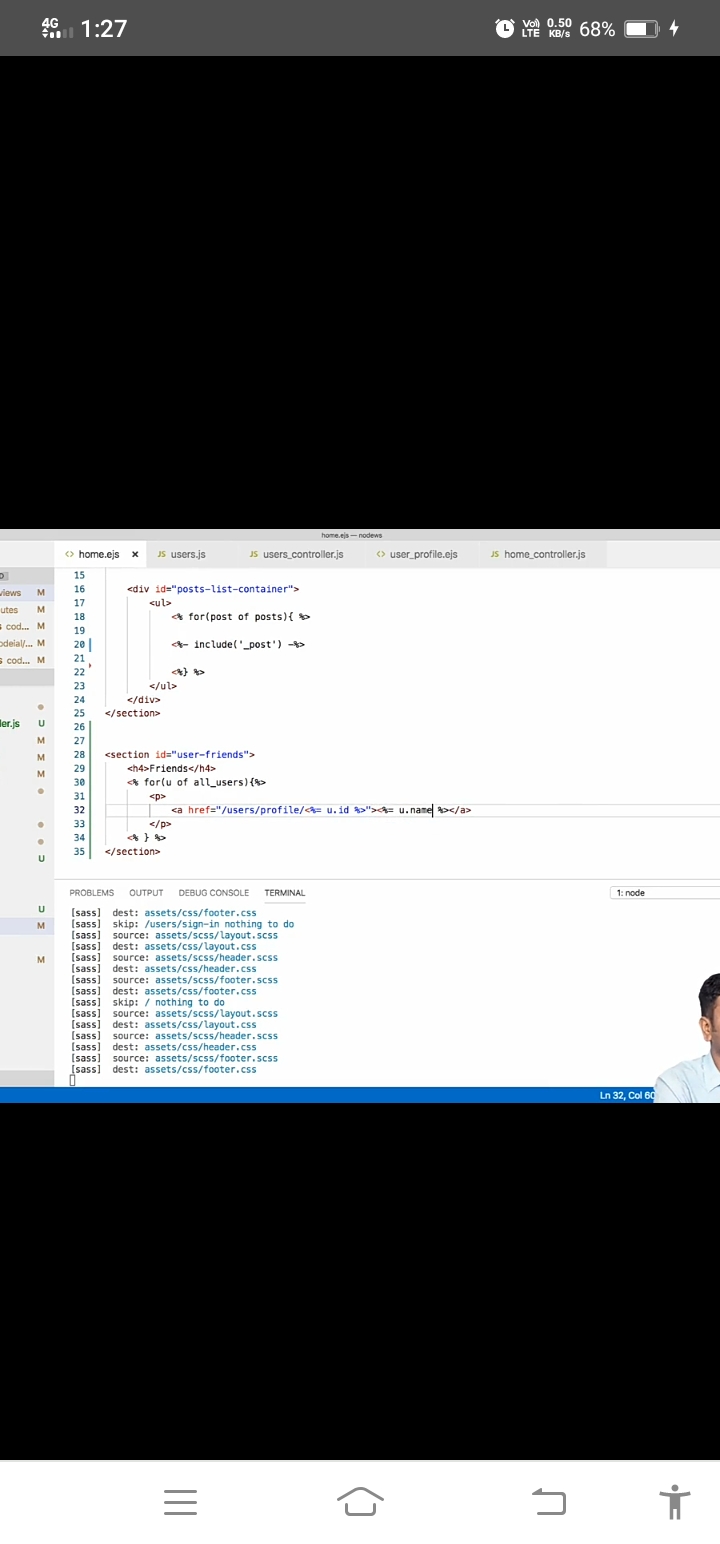 4G 1:27 Vo) LTE 0.50 KB/s 68%
home.ejs — nodews
<> home.ejs × JS users.js JS users_controller.js <> user_profile.ejs JS home_controller.js
15
16 <div id="posts-list-container">
17 <ul>
18 <% for(post of posts){ %>
19
20 <%- include('_post') -%>
21
22 <%} %>
23 </ul>
24 </div>
25 </section>
26
27
28 <section id="user-friends">
29 <h4>Friends</h4>
30 <% for(u of all_users){%>
31 <p>
32 <a href="/users/profile/<%= u.id %>"><%= u.name %></a>
33 </p>
34 <% } %>
35 </section>
views M
utes M
s cod... M
odeial/... M
s cod... M
ler.js U
M
M
M
U
U
M
M
PROBLEMS OUTPUT DEBUG CONSOLE TERMINAL 1: node
[sass] dest: assets/css/footer.css
[sass] skip: /users/sign-in nothing to do
[sass] source: assets/scss/layout.scss
[sass] dest: assets/css/layout.css
[sass] source: assets/scss/header.scss
[sass] dest: assets/css/header.css
[sass] source: assets/scss/footer.scss
[sass] dest: assets/css/footer.css
[sass] skip: / nothing to do
[sass] source: assets/scss/layout.scss
[sass] dest: assets/css/layout.css
[sass] source: assets/scss/header.scss
[sass] dest: assets/css/header.css
[sass] source: assets/scss/footer.scss
[sass] dest: assets/css/footer.css
Ln 32, Col 60